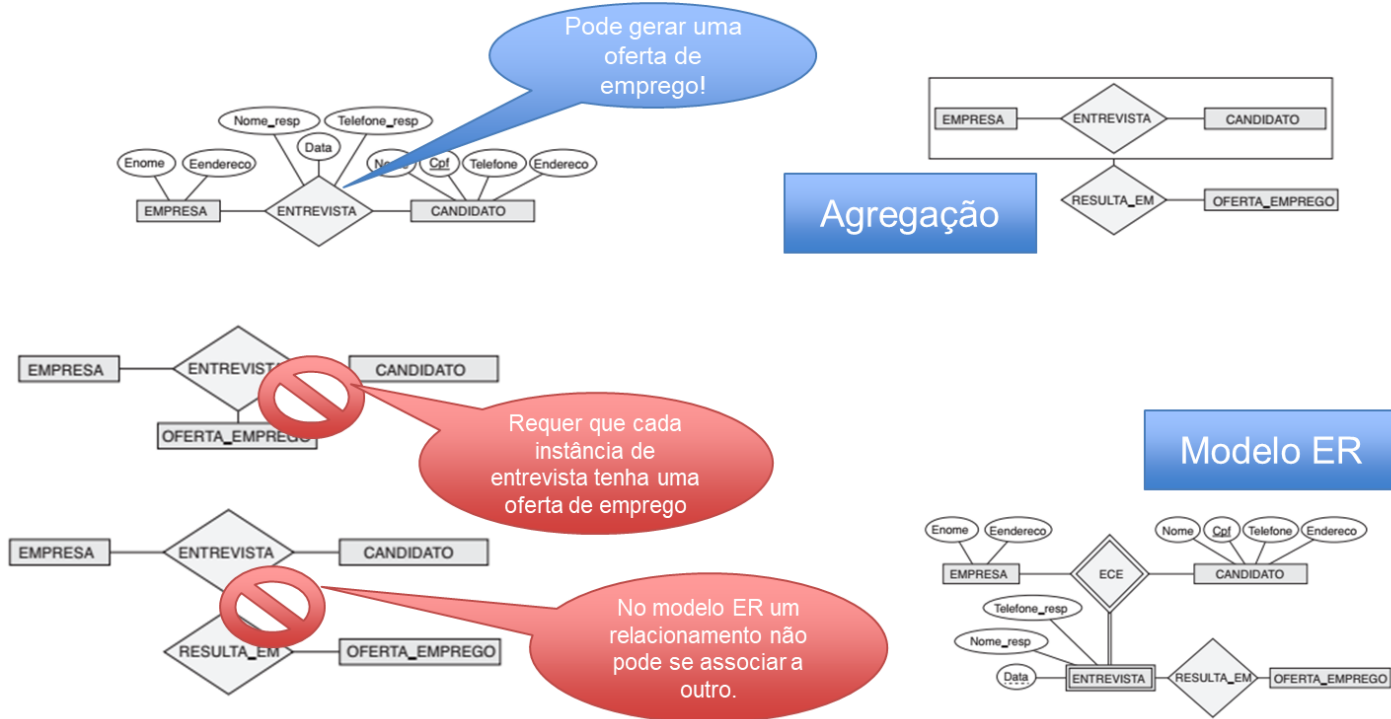 Pode gerar uma
oferta de
emprego!
Nome_resp
Telefone_resp
Data
Enome
Eendereco
Cpf
Telefone
Endereco
EMPRESA
ENTREVISTA
CANDIDATO
EMPRESA
ENTREVISTA
CANDIDATO
RESULTA_EM
OFERTA_EMPREGO
Agregação
EMPRESA
ENTREVISTA
CANDIDATO
OFERTA_EMPREGO
Requer que cada
instância de
entrevista tenha uma
oferta de emprego
EMPRESA
ENTREVISTA
CANDIDATO
RESULTA_EM
OFERTA_EMPREGO
No modelo ER um
relacionamento não
pode se associar a
outro.
Modelo ER
Enome
Eendereco
Nome
Cpf
Telefone
Endereco
EMPRESA
ECE
CANDIDATO
Telefone_resp
Nome_resp
Data
ENTREVISTA
RESULTA_EM
OFERTA_EMPREGO